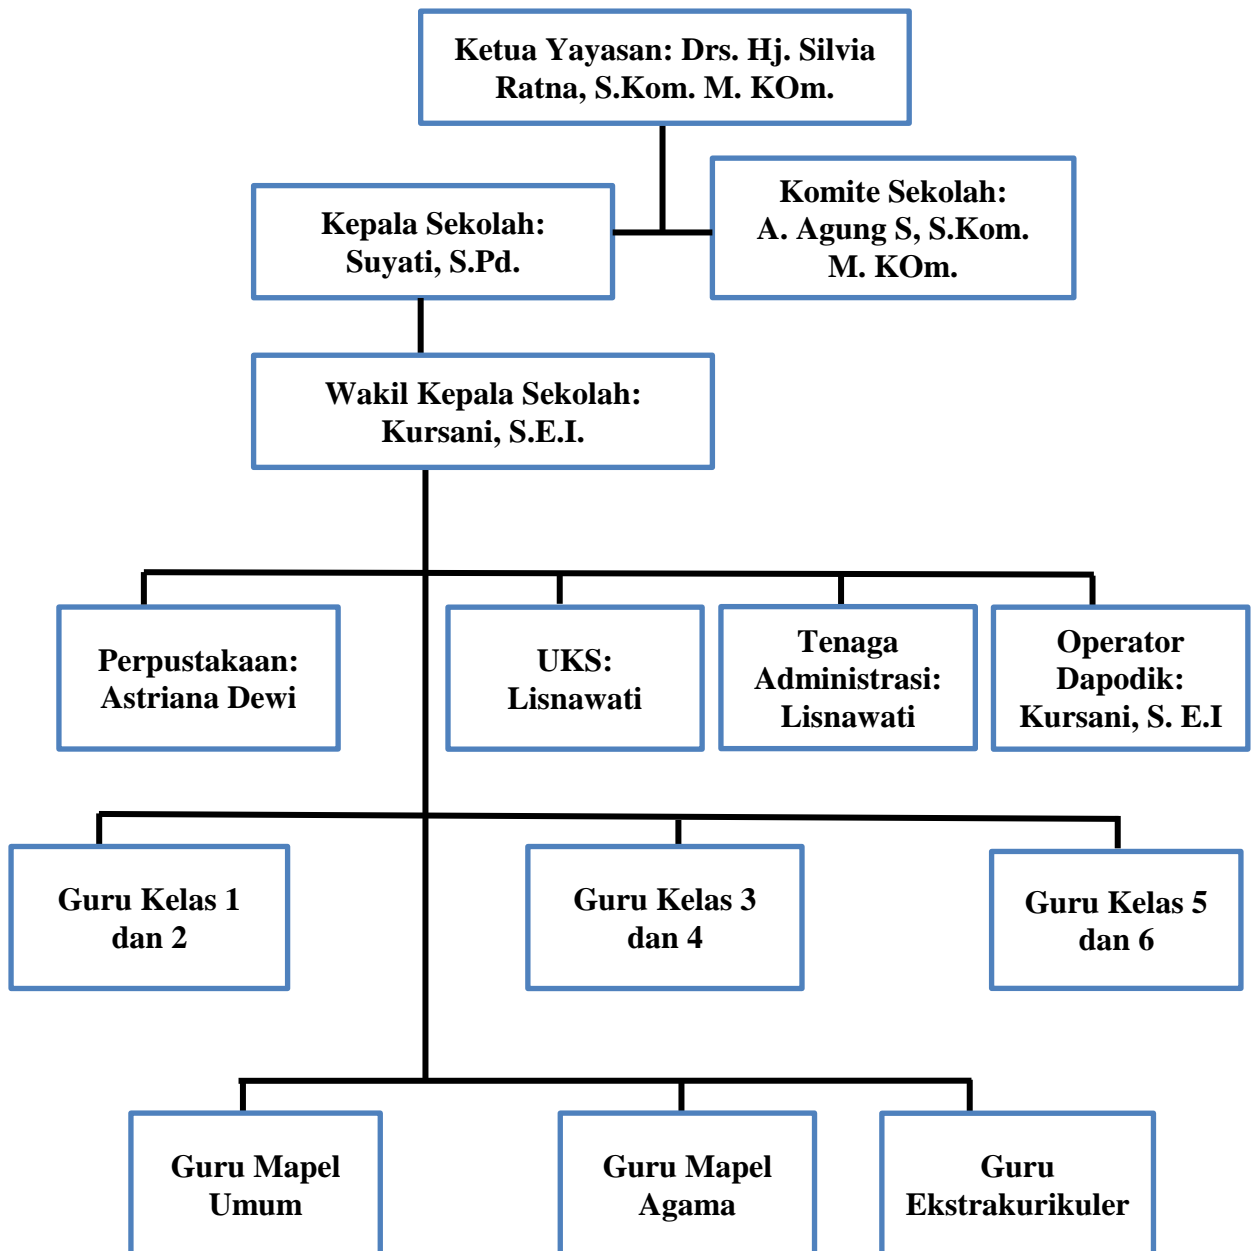 Ketua Yayasan: Drs. Hj. Silvia
Ratna, S.Kom. M. KOm.
Kepala Sekolah:
Suyati, S.Pd.
Komite Sekolah:
A. Agung S, S.Kom.
M. KOm.
Wakil Kepala Sekolah:
Kursani, S.E.I.
Perpustakaan:
Astriana Dewi
UKS:
Lisnawati
Tenaga
Administrasi:
Lisnawati
Operator
Dapodik:
Kursani, S. E.I
Guru Kelas 1
dan 2
Guru Kelas 3
dan 4
Guru Kelas 5
dan 6
Guru Mapel
Umum
Guru Mapel
Agama
Guru
Ekstrakurikuler